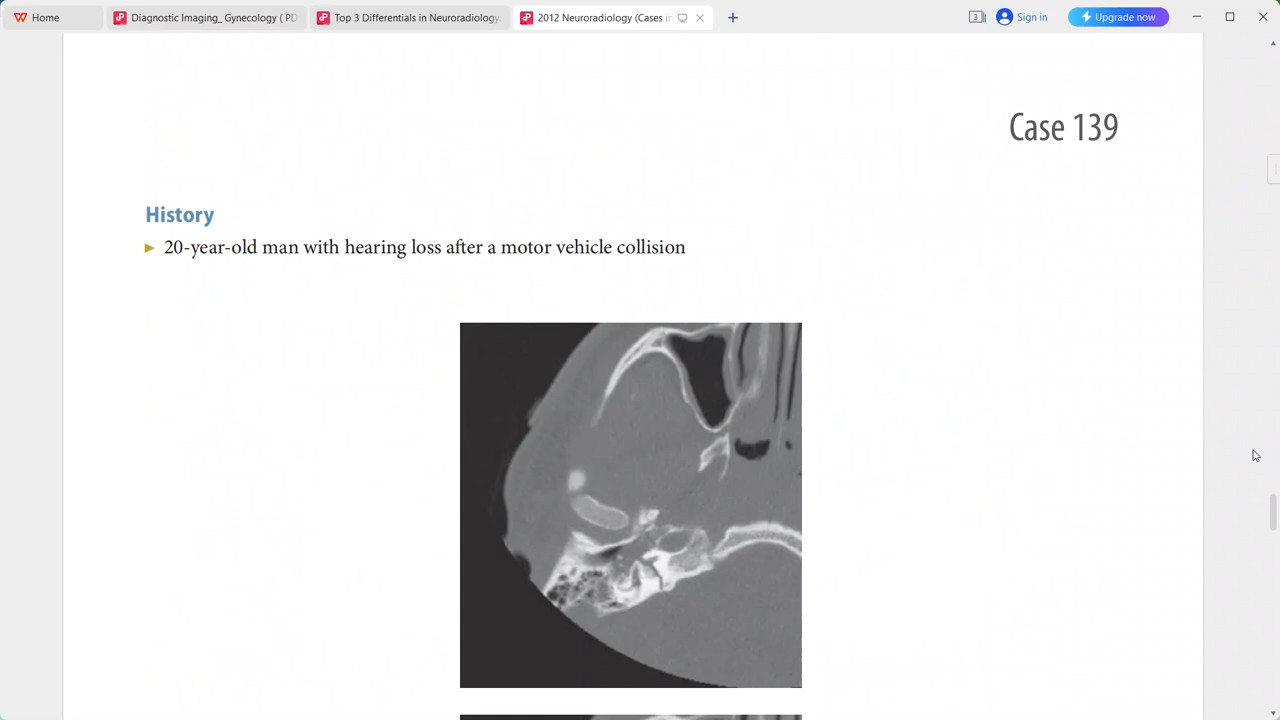 Home
Diagnostic Imaging_ Gynecology ( PD
Top 3 Differentials in Neuroradiology
2012 Neuroradiology (Cases in
3
Sign in
Upgrade now
Case 139
History
20-year-old man with hearing loss after a motor vehicle collision